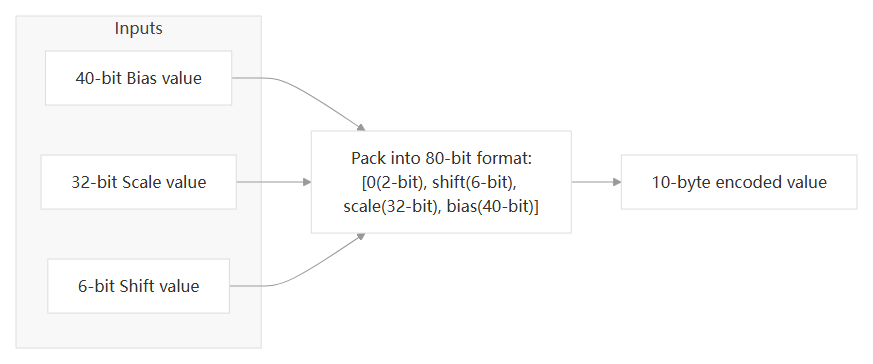 Inputs
40-bit Bias value
32-bit Scale value
6-bit Shift value
Pack into 80-bit format:
[0(2-bit), shift(6-bit),
scale(32-bit), bias(40-bit)]
10-byte encoded value